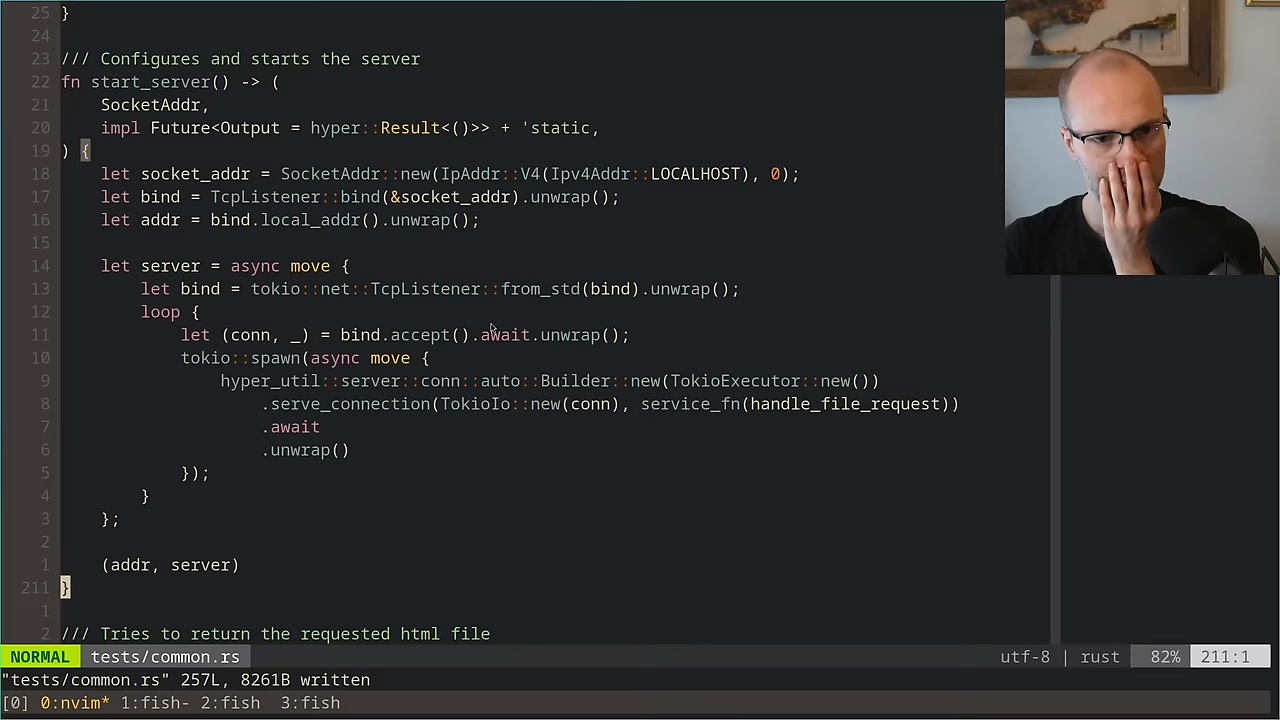 25 }
24
23 /// Configures and starts the server
22 fn start_server() -> (
21     SocketAddr,
20     impl Future<Output = hyper::Result<()>> + 'static,
19 ) {
18     let socket_addr = SocketAddr::new(IpAddr::V4(Ipv4Addr::LOCALHOST), 0);
17     let bind = TcpListener::bind(&socket_addr).unwrap();
16     let addr = bind.local_addr().unwrap();
15
14     let server = async move {
13         let bind = tokio::net::TcpListener::from_std(bind).unwrap();
12         loop {
11             let (conn, _) = bind.accept().await.unwrap();
10             tokio::spawn(async move {
9                 hyper_util::server::conn::auto::Builder::new(TokioExecutor::new())
8                     .serve_connection(TokioIo::new(conn), service_fn(handle_file_request))
7                     .await
6                     .unwrap()
5             });
4         }
3     };
2
1     (addr, server)
211 }
1
2 /// Tries to return the requested html file
NORMAL tests/common.rs utf-8 | rust 82% 211:1
"tests/common.rs" 257L, 8261B written
[0] 0:nvim* 1:fish- 2:fish 3:fish